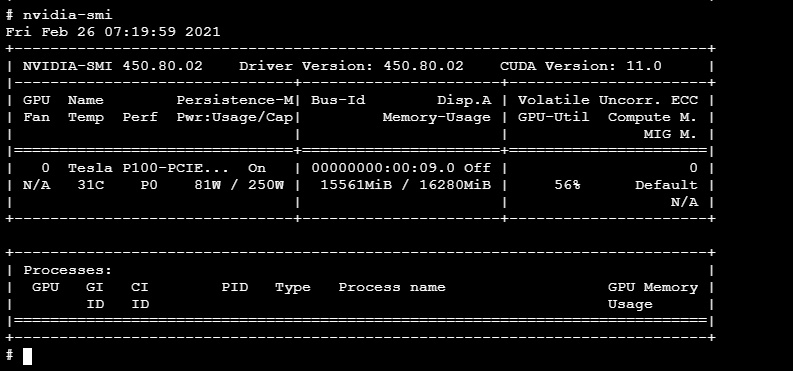 # nvidia-smi
Fri Feb 26 07:19:59 2021
+-----------------------------------------------------------------------------+
| NVIDIA-SMI 450.80.02    Driver Version: 450.80.02    CUDA Version: 11.0     |
|-------------------------------+----------------------+----------------------+
| GPU  Name        Persistence-M| Bus-Id        Disp.A | Volatile Uncorr. ECC |
| Fan  Temp  Perf  Pwr:Usage/Cap|         Memory-Usage | GPU-Util  Compute M. |
|                               |                      |               MIG M. |
|===============================+======================+======================|
|   0  Tesla P100-PCIE...  On   | 00000000:00:09.0 Off |                    0 |
| N/A   31C    P0    81W / 250W |  15561MiB / 16280MiB |     56%      Default |
|                               |                      |                  N/A |
+-------------------------------+----------------------+----------------------+

+-----------------------------------------------------------------------------+
| Processes:                                                                  |
|  GPU   GI   CI        PID   Type   Process name                  GPU Memory |
|        ID   ID                                                   Usage      |
|=============================================================================|
+-----------------------------------------------------------------------------+
#